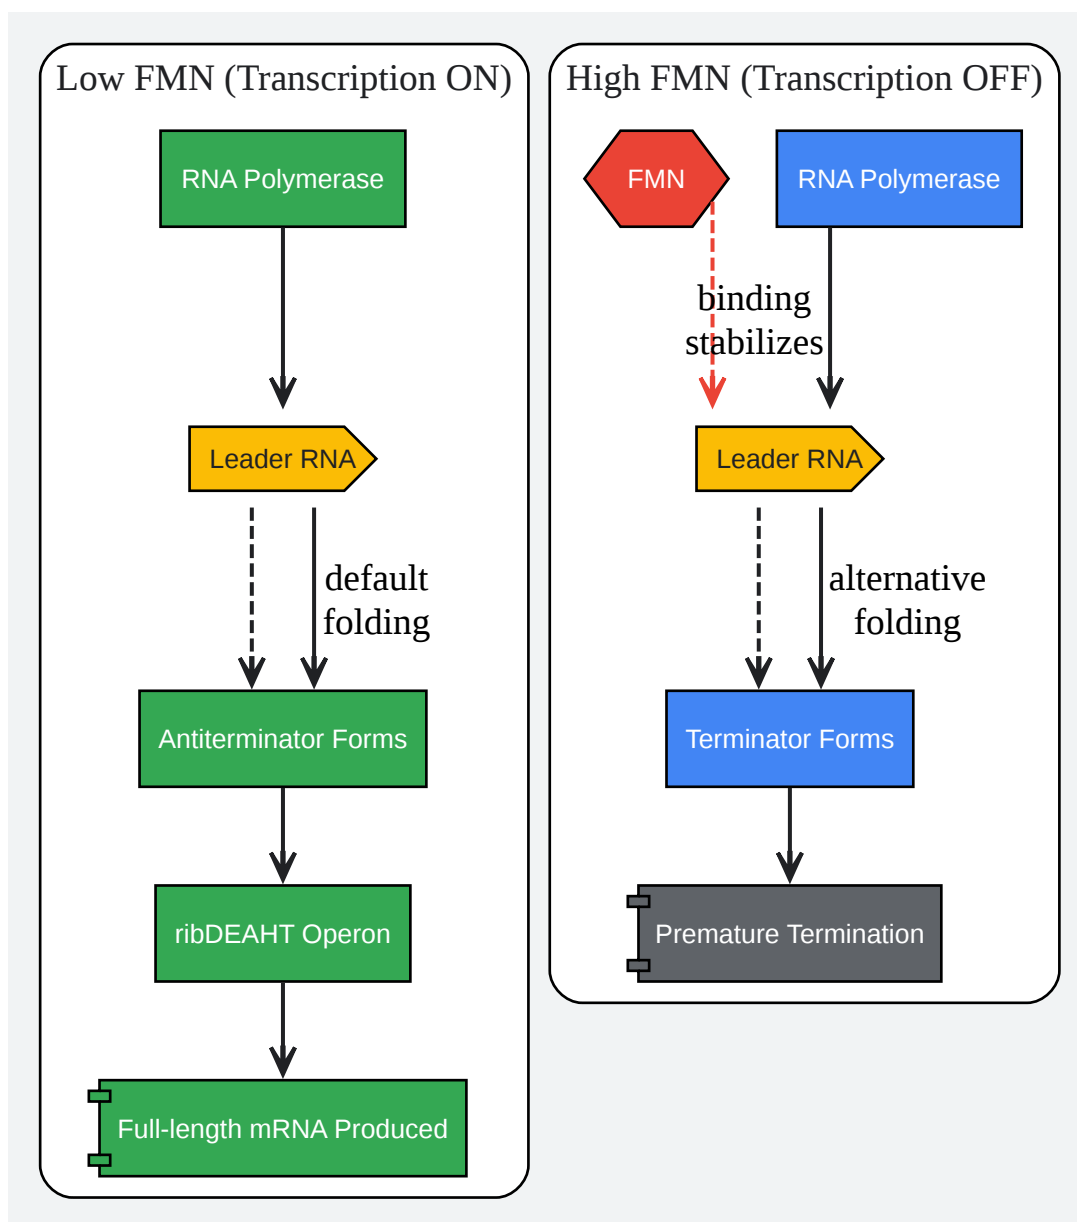 Low FMN (Transcription ON)
RNA Polymerase
Leader RNA
default
folding
Antiterminator Forms
ribDEAHT Operon
Full-length mRNA Produced
High FMN (Transcription OFF)
FMN
RNA Polymerase
binding
stabilizes
Leader RNA
alternative
folding
Terminator Forms
Premature Termination